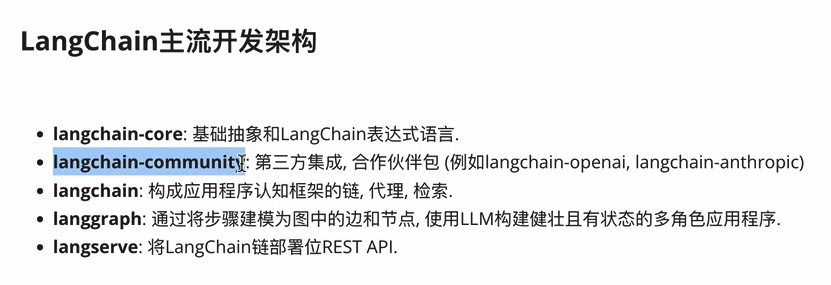 LangChain主流开发架构
langchain-core: 基础抽象和LangChain表达式语言.
langchain-community: 第三方集成, 合作伙伴包 (例如langchain-openai, langchain-anthropic)
langchain: 构成应用程序认知框架的链, 代理, 检索.
langgraph: 通过将步骤建模为图中的边和节点, 使用LLM构建健壮且有状态的多角色应用程序.
langserve: 将LangChain链部署位REST API.